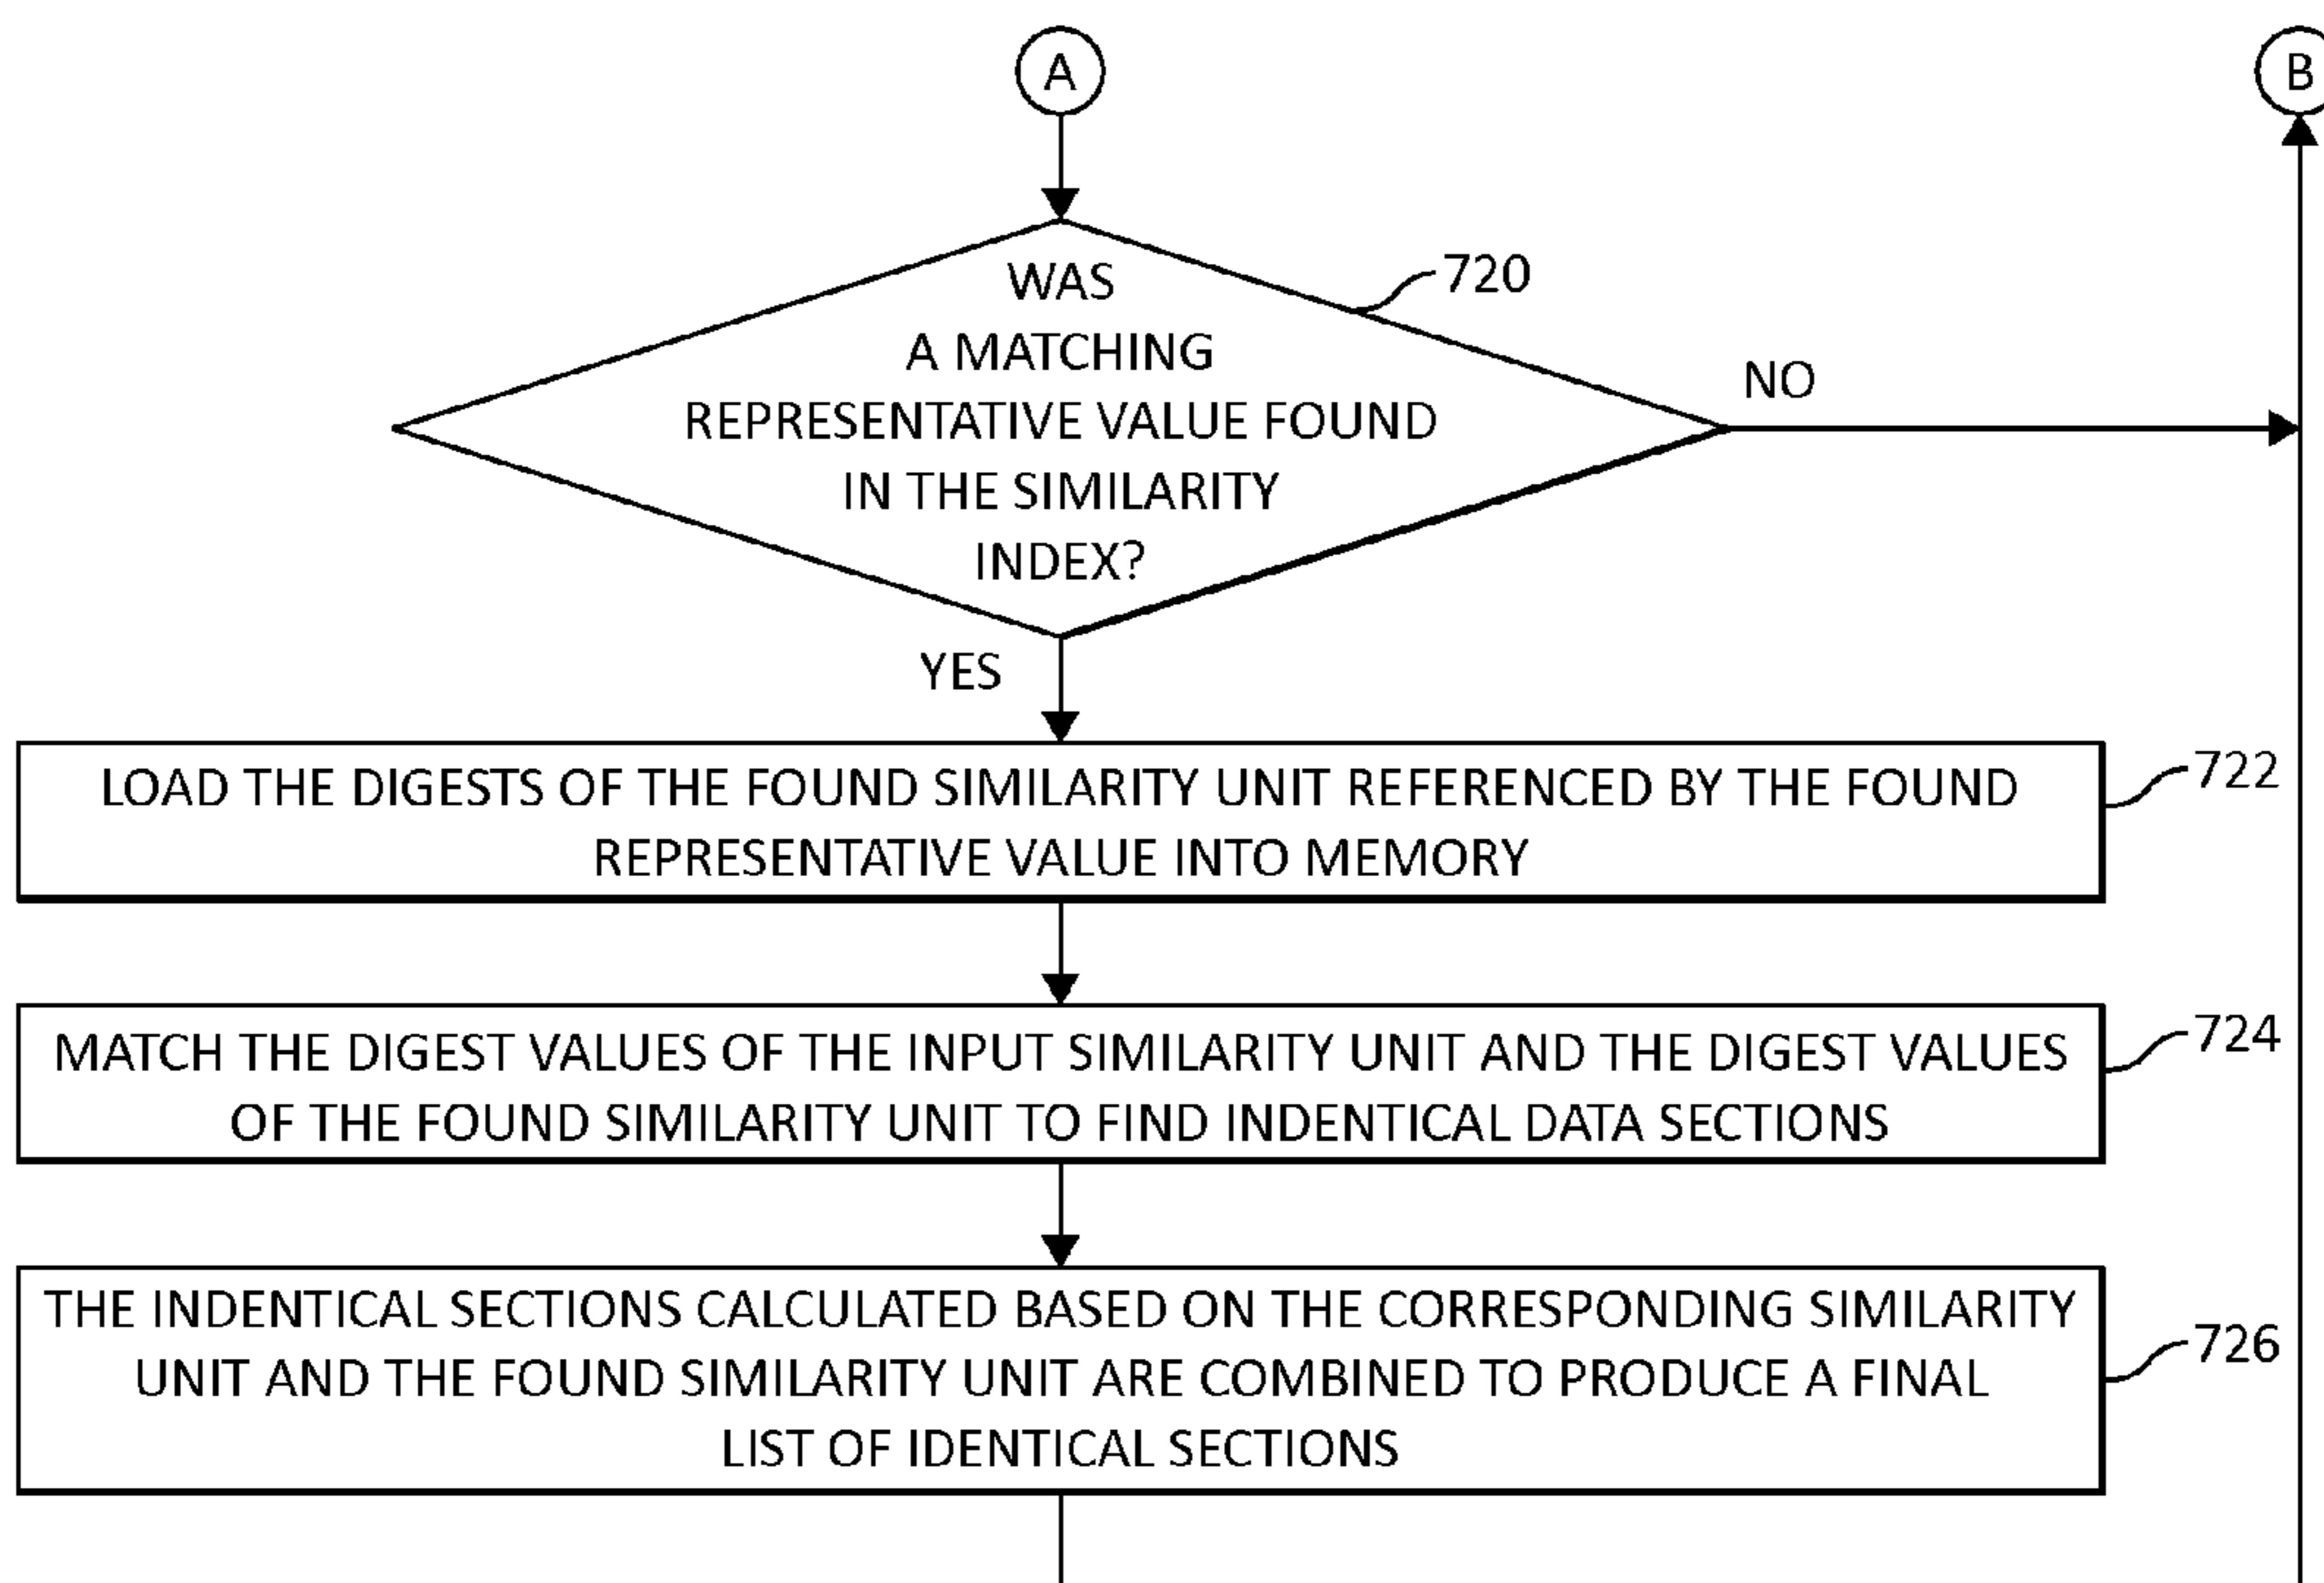 A
B
WAS
A MATCHING
REPRESENTATIVE VALUE FOUND
IN THE SIMILARITY
INDEX?
720
NO
YES
LOAD THE DIGESTS OF THE FOUND SIMILARITY UNIT REFERENCED BY THE FOUND
REPRESENTATIVE VALUE INTO MEMORY
722
MATCH THE DIGEST VALUES OF THE INPUT SIMILARITY UNIT AND THE DIGEST VALUES
OF THE FOUND SIMILARITY UNIT TO FIND INDENTICAL DATA SECTIONS
724
THE INDENTICAL SECTIONS CALCULATED BASED ON THE CORRESPONDING SIMILARITY
UNIT AND THE FOUND SIMILARITY UNIT ARE COMBINED TO PRODUCE A FINAL
LIST OF IDENTICAL SECTIONS
726